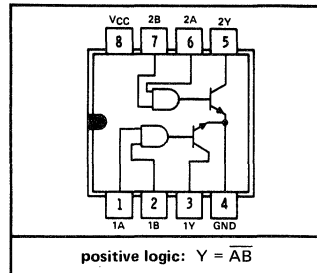 VCC 2B 2A 2Y
8 7 6 5
1 2 3 4
1A 1B 1Y GND
positive logic: Y = \overline{AB}